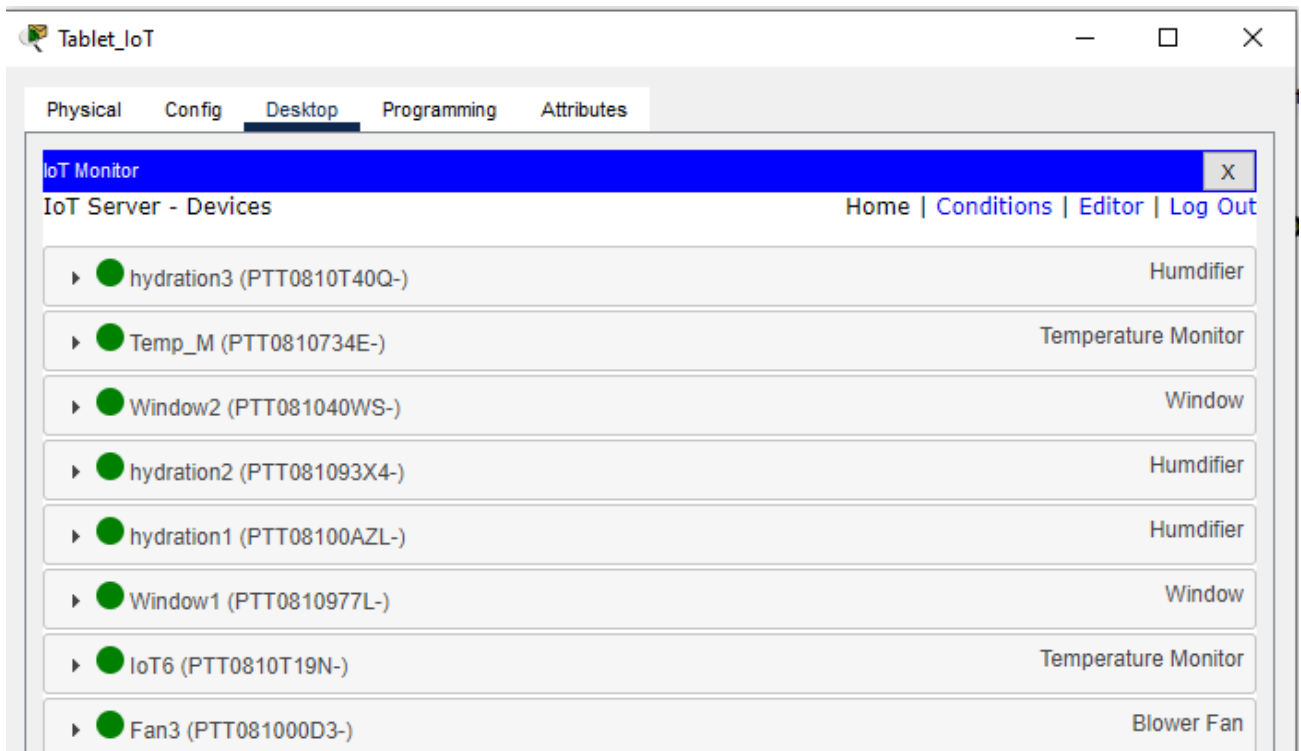 Tablet_IoT
Physical Config Desktop Programming Attributes
IoT Monitor X
IoT Server - Devices Home | Conditions | Editor | Log Out
hydration3 (PTT0810T40Q-) Humdifier
Temp_M (PTT0810734E-) Temperature Monitor
Window2 (PTT081040WS-) Window
hydration2 (PTT081093X4-) Humdifier
hydration1 (PTT08100AZL-) Humdifier
Window1 (PTT0810977L-) Window
IoT6 (PTT0810T19N-) Temperature Monitor
Fan3 (PTT081000D3-) Blower Fan